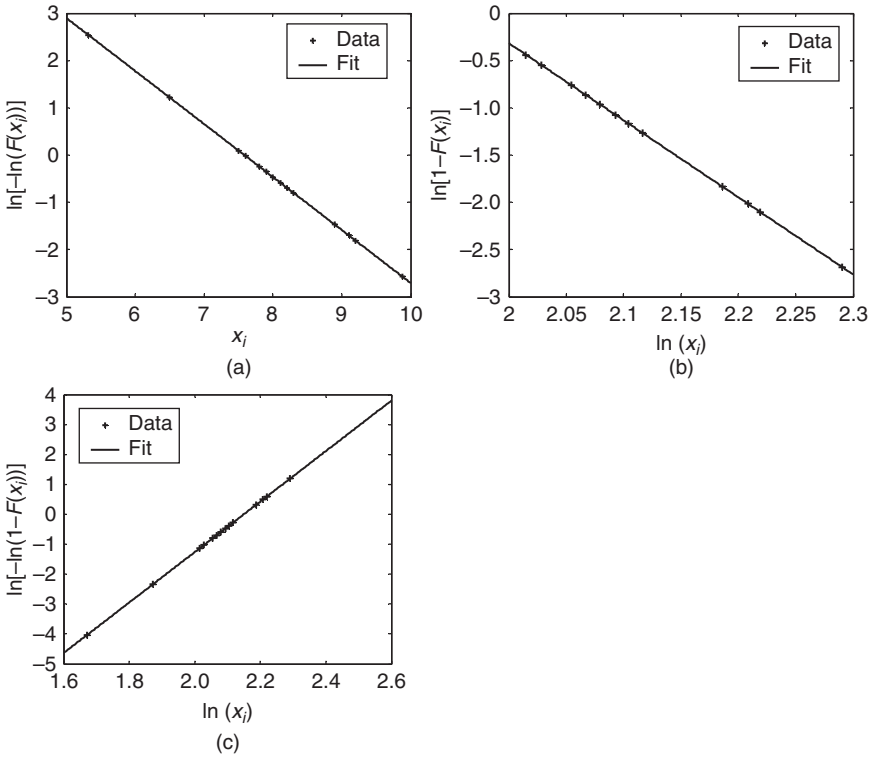 3
2
1
0
−1
−2
−3
5
6
7
8
9
10
ln[−ln(F(xᵢ))]
xᵢ
Data
Fit
(a)
0
−0.5
−1.0
−1.5
−2.0
−2.5
−3
2
2.05
2.1
2.15
2.2
2.25
2.3
ln[1−F(xᵢ)]
ln (xᵢ)
Data
Fit
(b)
4
3
2
1
0
−1
−2
−3
−4
−5
1.6
1.8
2.0
2.2
2.4
2.6
ln[−ln(1−F(xᵢ))]
ln (xᵢ)
Data
Fit
(c)